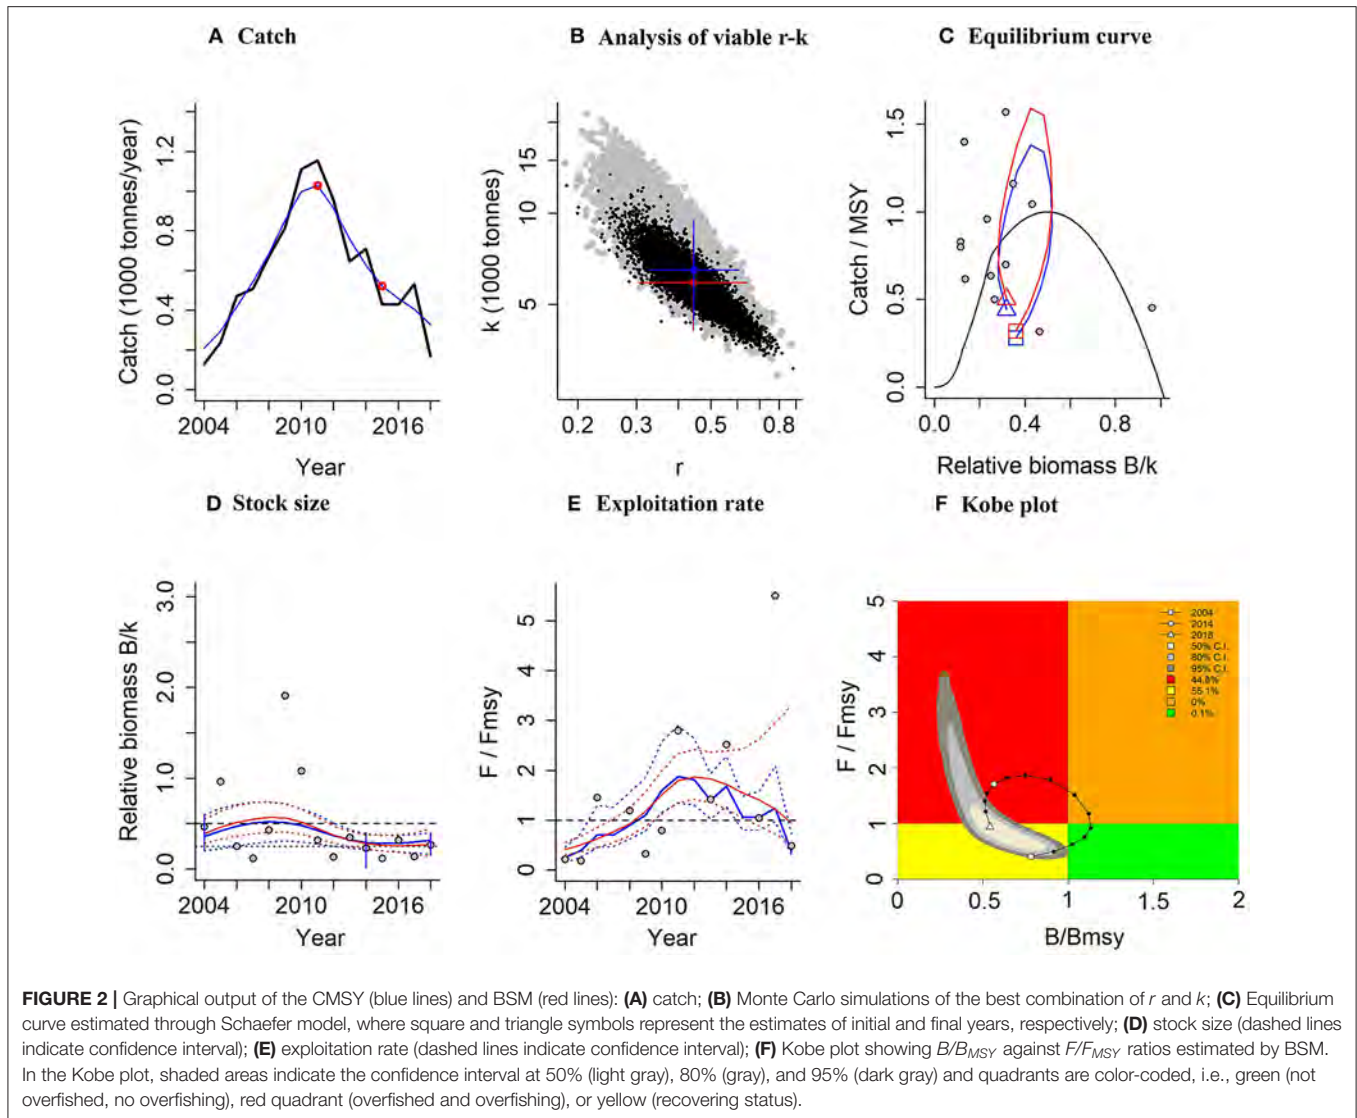 A Catch
B Analysis of viable r-k
C Equilibrium curve
Catch (1000 tonnes/year)
0.0 0.4 0.8 1.2
2004 2010 2016
Year
k (1000 tonnes)
5 10 15
0.2 0.3 0.5 0.8
r
Catch / MSY
0.0 0.5 1.0 1.5
0.0 0.4 0.8
Relative biomass B/k
D Stock size
E Exploitation rate
F Kobe plot
Relative biomass B/k
0.0 1.0 2.0 3.0
2004 2010 2016
Year
F / Fmsy
0 1 2 3 4 5
2004 2010 2016
Year
F / Fmsy
0 1 2 3 4 5
2004
2014
2018
50% C.I.
80% C.I.
95% C.I.
44.8%
55.1%
0%
0.1%
0 0.5 1 1.5 2
B/Bmsy
FIGURE 2 | Graphical output of the CMSY (blue lines) and BSM (red lines): (A) catch; (B) Monte Carlo simulations of the best combination of r and k; (C) Equilibrium
curve estimated through Schaefer model, where square and triangle symbols represent the estimates of initial and final years, respectively; (D) stock size (dashed lines
indicate confidence interval); (E) exploitation rate (dashed lines indicate confidence interval); (F) Kobe plot showing B/BMSY against F/FMSY ratios estimated by BSM.
In the Kobe plot, shaded areas indicate the confidence interval at 50% (light gray), 80% (gray), and 95% (dark gray) and quadrants are color-coded, i.e., green (not
overfished, no overfishing), red quadrant (overfished and overfishing), or yellow (recovering status).